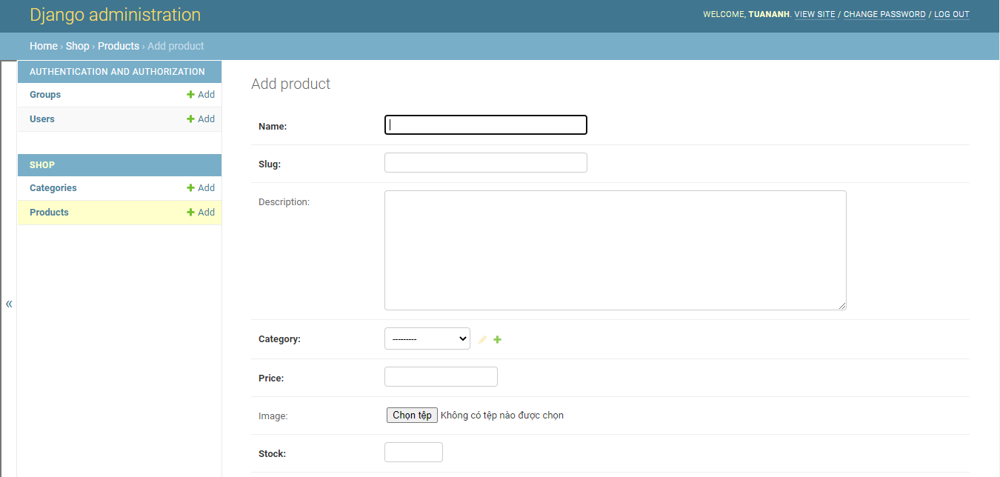 Django administration
WELCOME, TUANANH. VIEW SITE / CHANGE PASSWORD / LOG OUT
Home › Shop › Products › Add product
AUTHENTICATION AND AUTHORIZATION
Groups
Add
Users
Add
SHOP
Categories
Add
Products
Add
«
Add product
Name:
Slug:
Description:
Category:
---------
Price:
Image:
Chọn tệp Không có tệp nào được chọn
Stock: